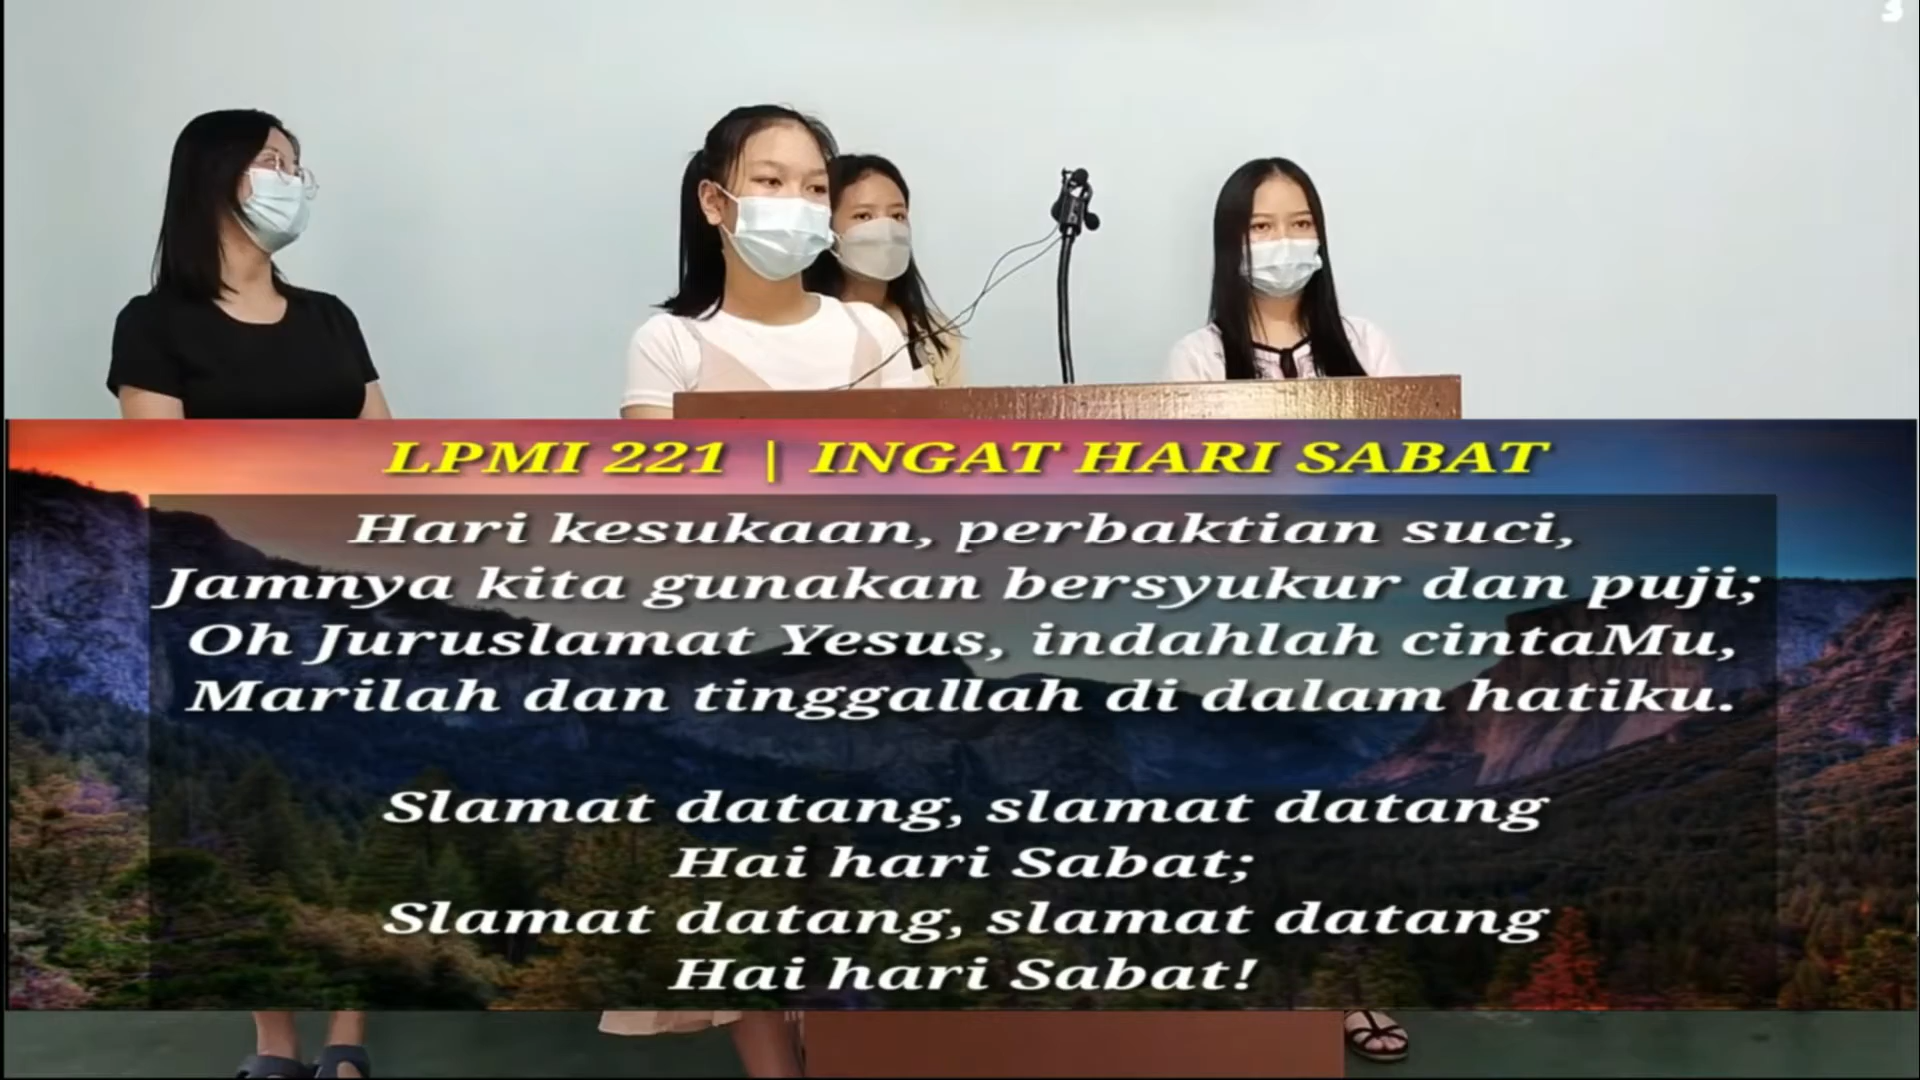 LPMI 221 | INGAT HARI SABAT
Hari kesukaan, perbaktian suci,
Jamnya kita gunakan bersyukur dan puji;
Oh Juruslamat Yesus, indahlah cintaMu,
Marilah dan tinggallah di dalam hatiku.
Slamat datang, slamat datang
Hai hari Sabat;
Slamat datang, slamat datang
Hai hari Sabat!